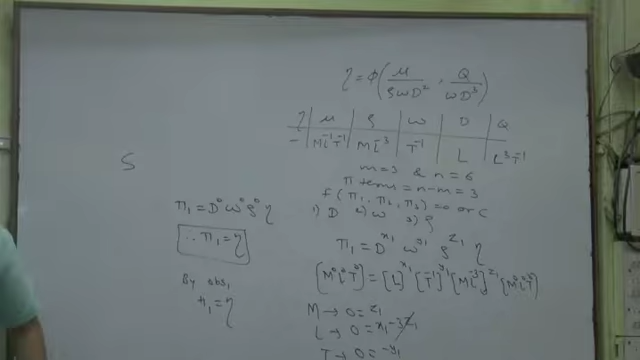 η = φ(μ/ρωD², Q/ωD³)
η | μ | ρ | ω | D | Q
− | ML⁻¹T⁻¹ | ML⁻³ | T⁻¹ | L | L³T⁻¹
m=3 & n=6
π terms = n-m = 3
f(π₁, π₂, π₃) = 0 or C
1) D 2) ω 3) ρ
π₁ = D^x₁ ω^y₁ ρ^z₁ η
[M⁰L⁰T⁰] = [L]^x₁ [T⁻¹]^y₁ [ML⁻³]^z₁ [M⁰L⁰T⁰]
M → 0 = z₁
L → 0 = x₁ - 3z₁
T → 0 = -y₁
S
π₁ = D⁰ ω⁰ ρ⁰ η
∴ π₁ = η
By obs,
π₁ = η